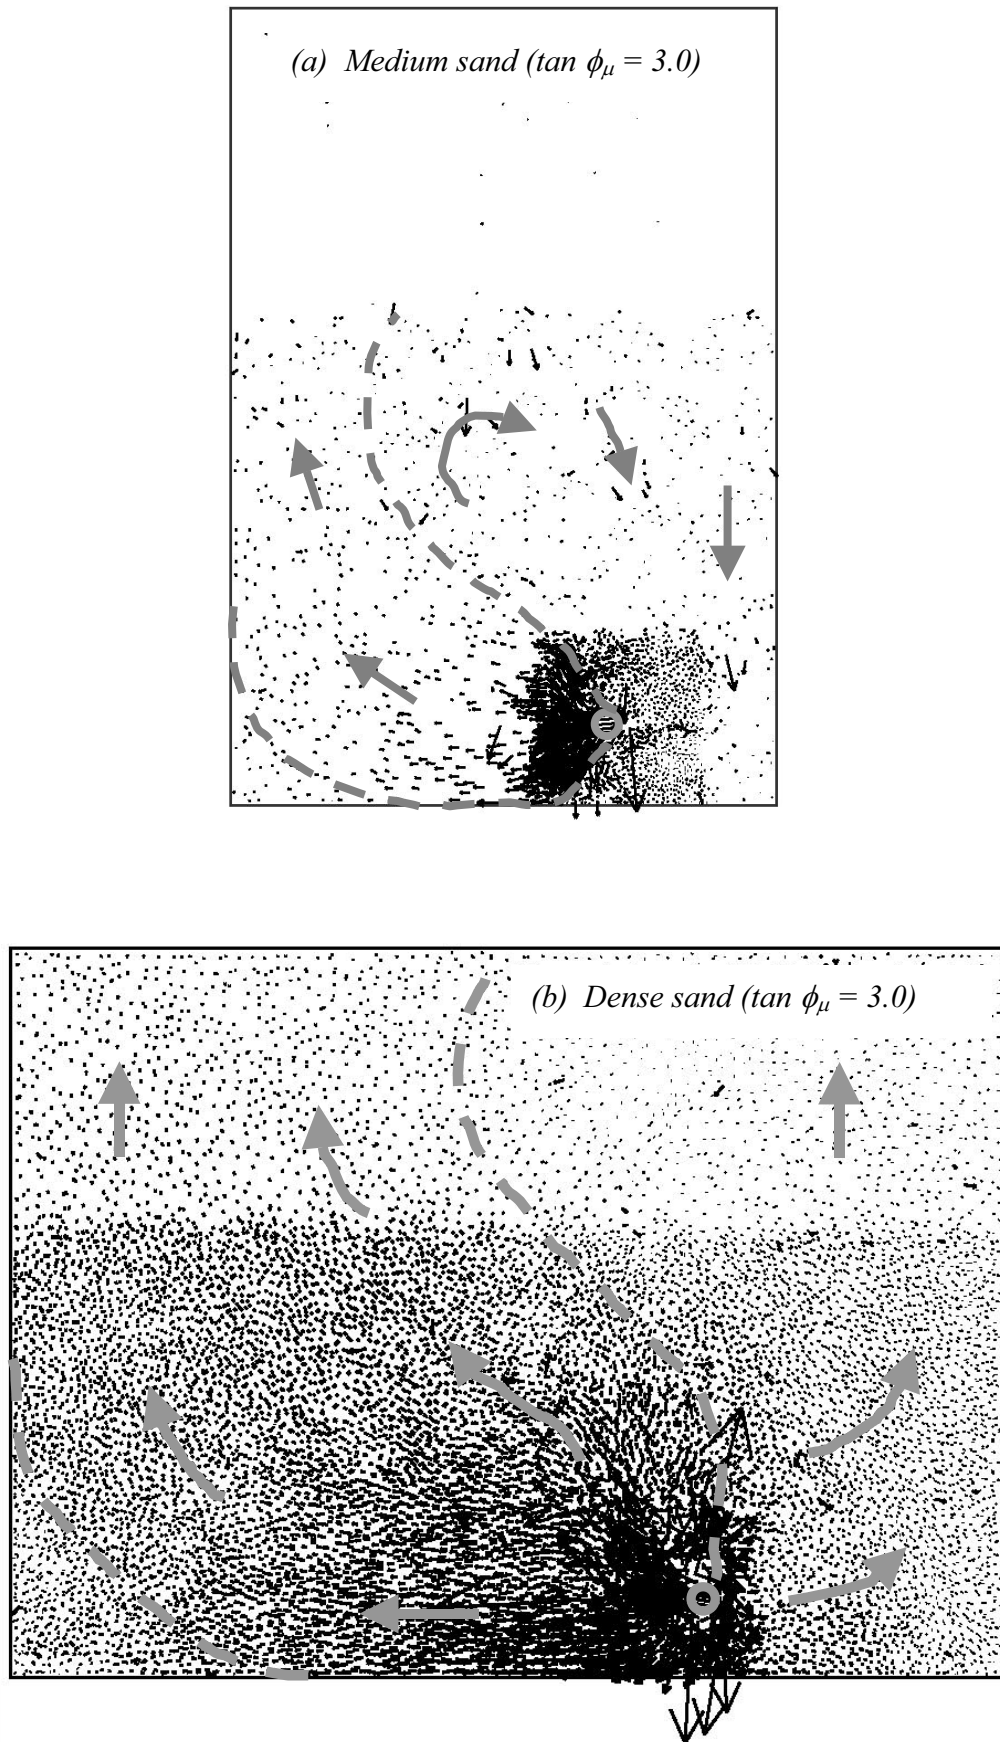 (a) Medium sand (tan ϕμ = 3.0)
(b) Dense sand (tan ϕμ = 3.0)